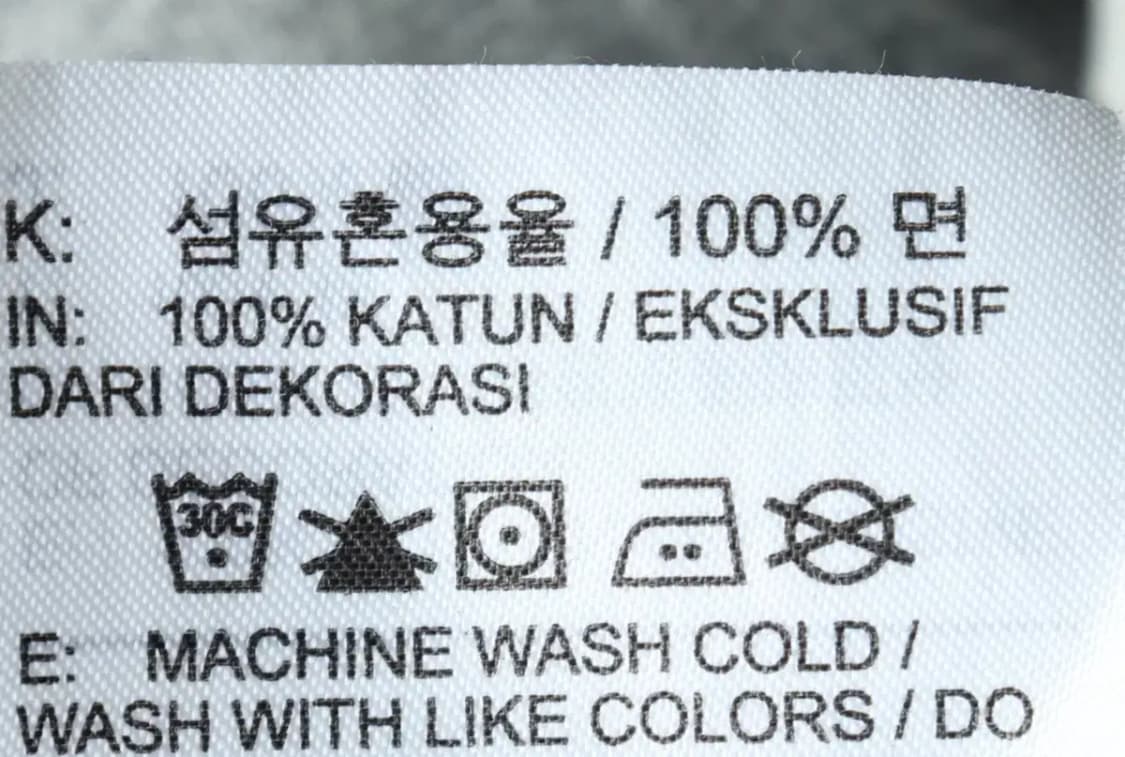 K: 섬유혼용율 / 100% 면
IN: 100% KATUN / EKSKLUSIF
DARI DEKORASI
30C
E: MACHINE WASH COLD /
WASH WITH LIKE COLORS / DO